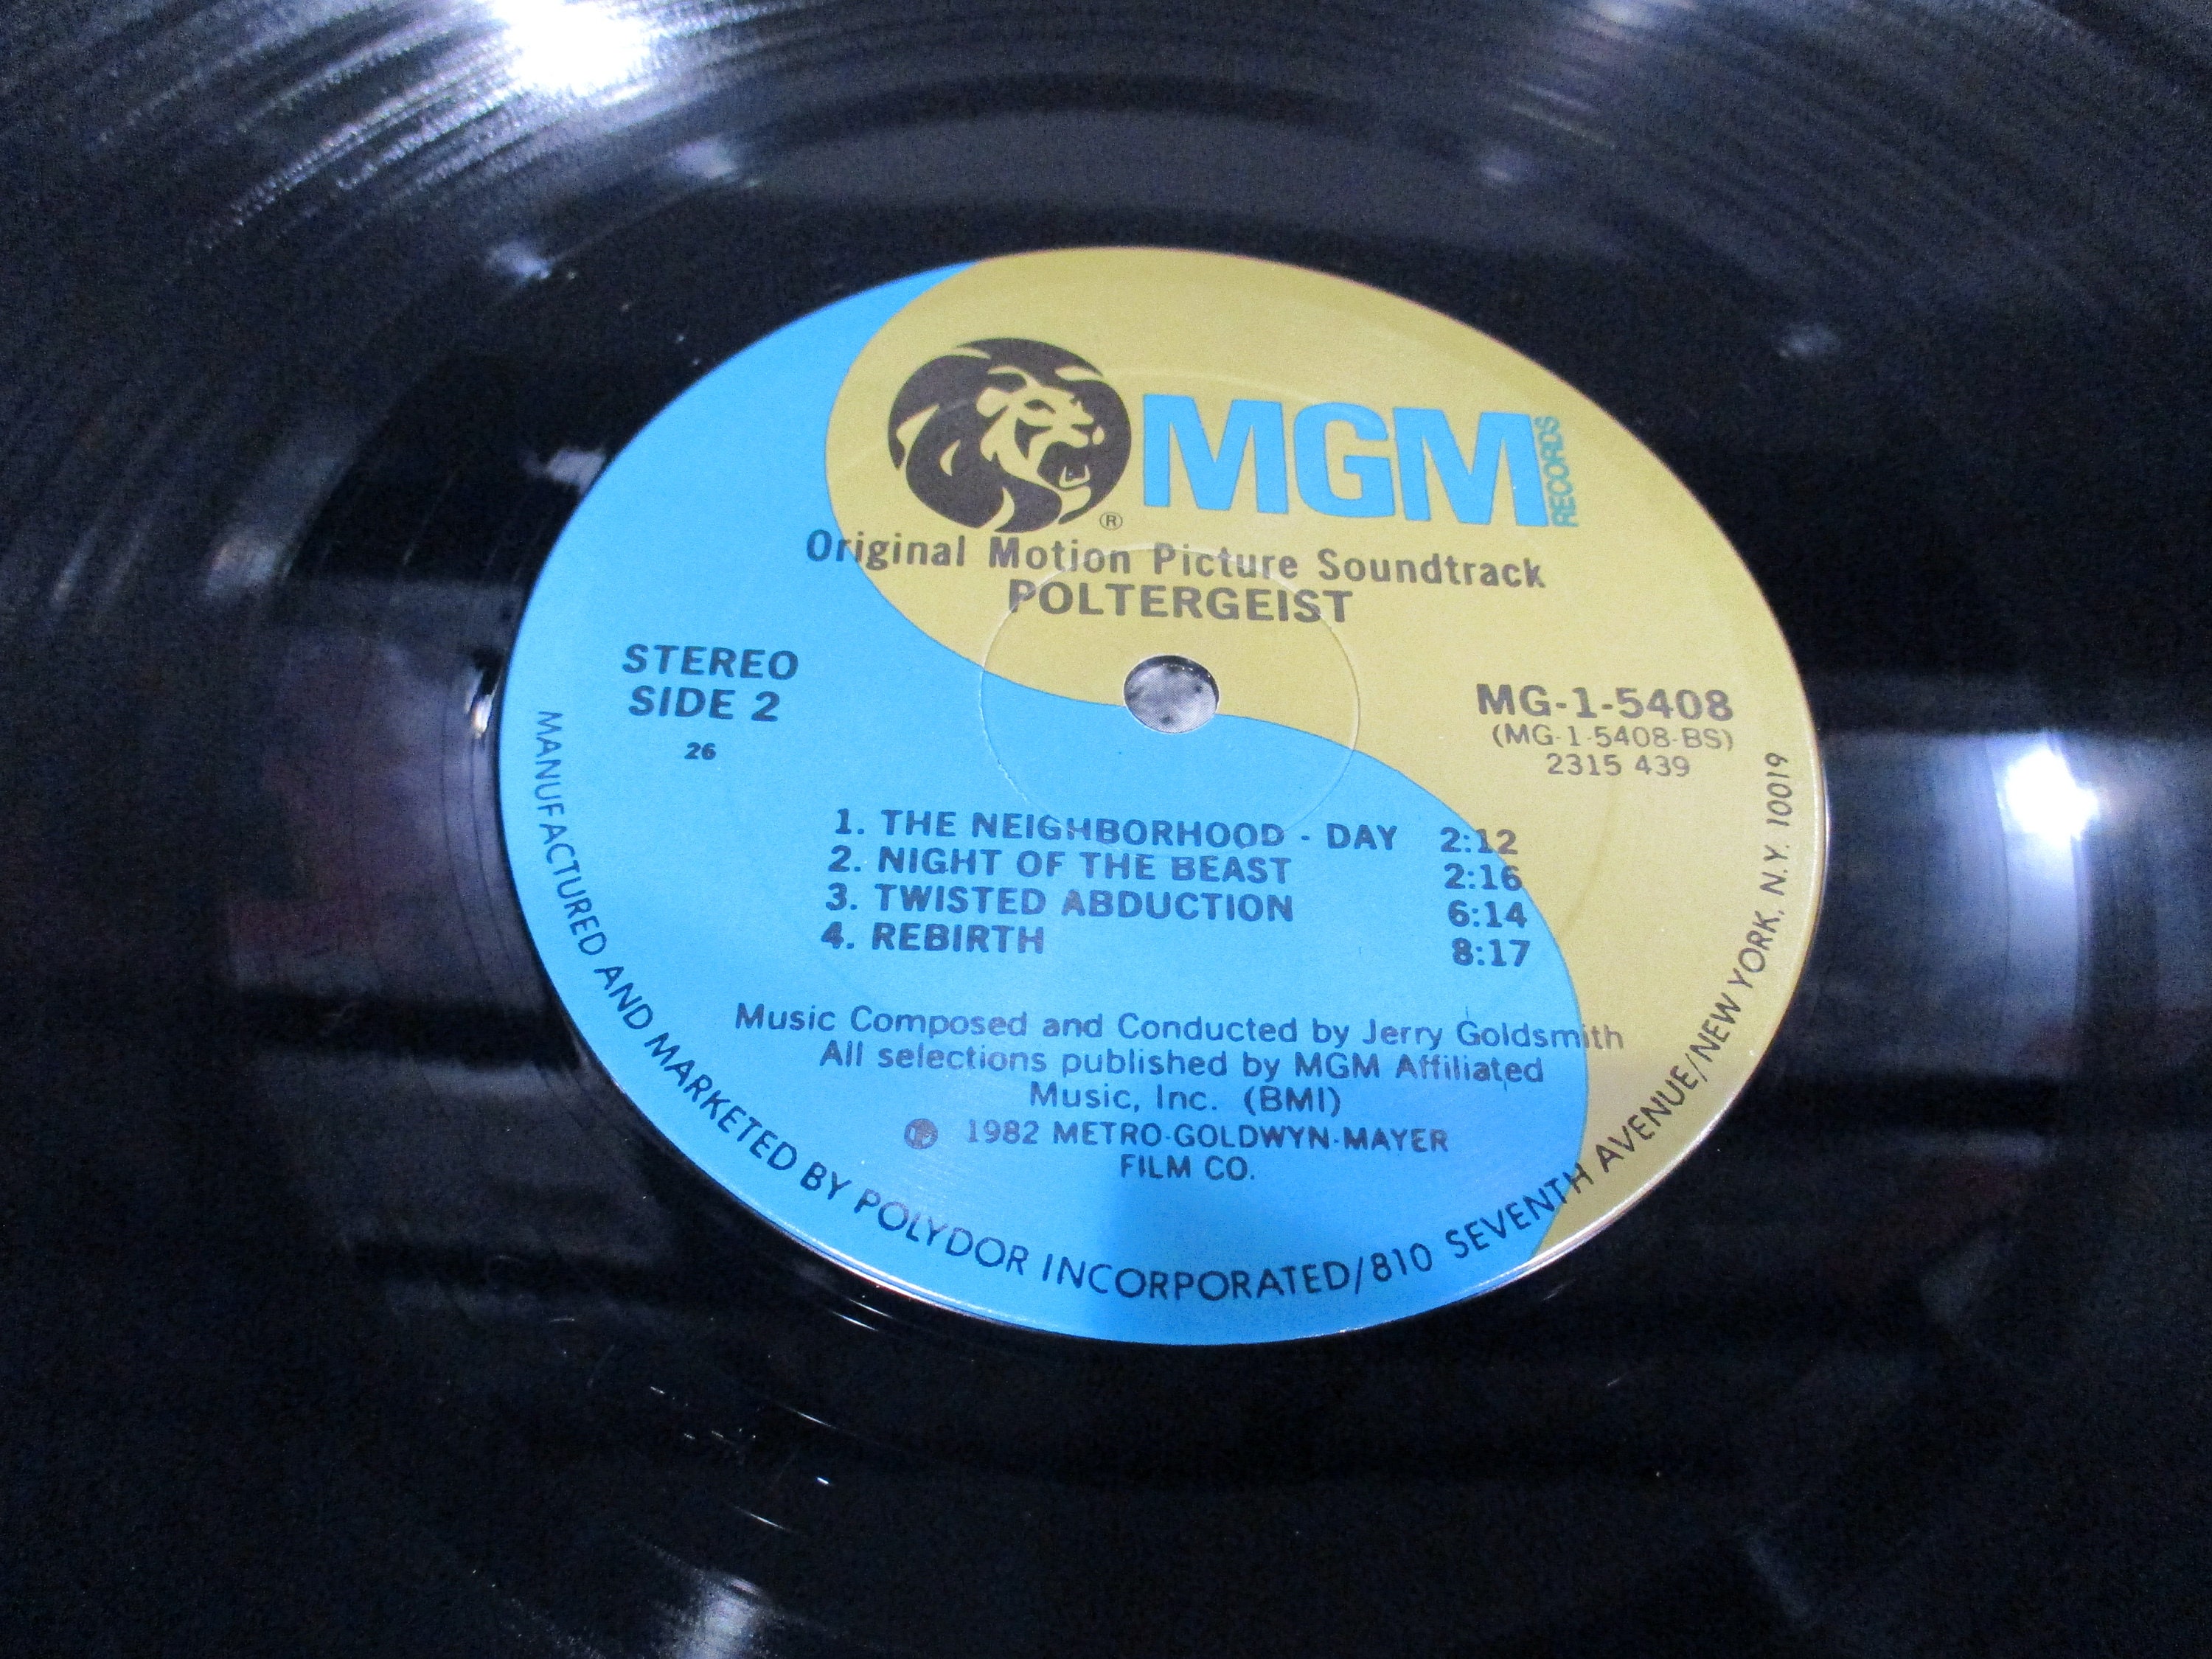 MGM RECORDS
®
Original Motion Picture Soundtrack
POLTERGEIST
STEREO
SIDE 2
26
MG-1-5408
(MG-1-5408-BS)
2315 439
1. THE NEIGHBORHOOD - DAY 2:12
2. NIGHT OF THE BEAST 2:16
3. TWISTED ABDUCTION 6:14
4. REBIRTH 8:17
Music Composed and Conducted by Jerry Goldsmith
All selections published by MGM Affiliated
Music, Inc. (BMI)
℗ 1982 METRO-GOLDWYN-MAYER
FILM CO.
MANUFACTURED AND MARKETED BY POLYDOR INCORPORATED/810 SEVENTH AVENUE/NEW YORK, N.Y. 10019